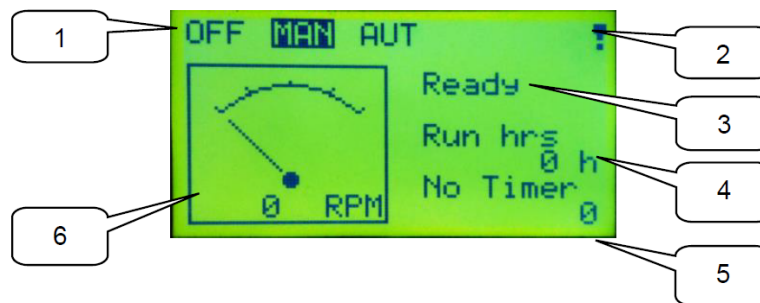 1
OFF MAN AUT !
2
Ready
3
Run hrs
0 h
4
No Timer
0
5
0 RPM
6